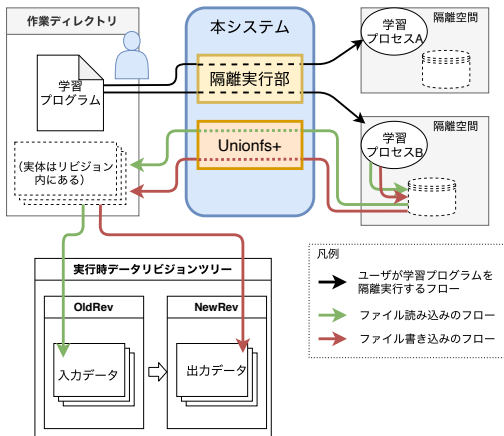 作業ディレクトリ
学習
プログラム
(実体はリビジョン
内にある)
本システム
隔離実行部
Unionfs+
隔離空間
学習
プロセスA
隔離空間
学習
プロセスB
実行時データリビジョンツリー
OldRev
入力データ
NewRev
出力データ
凡例
ユーザが学習プログラムを
隔離実行するフロー
ファイル読み込みのフロー
ファイル書き込みのフロー